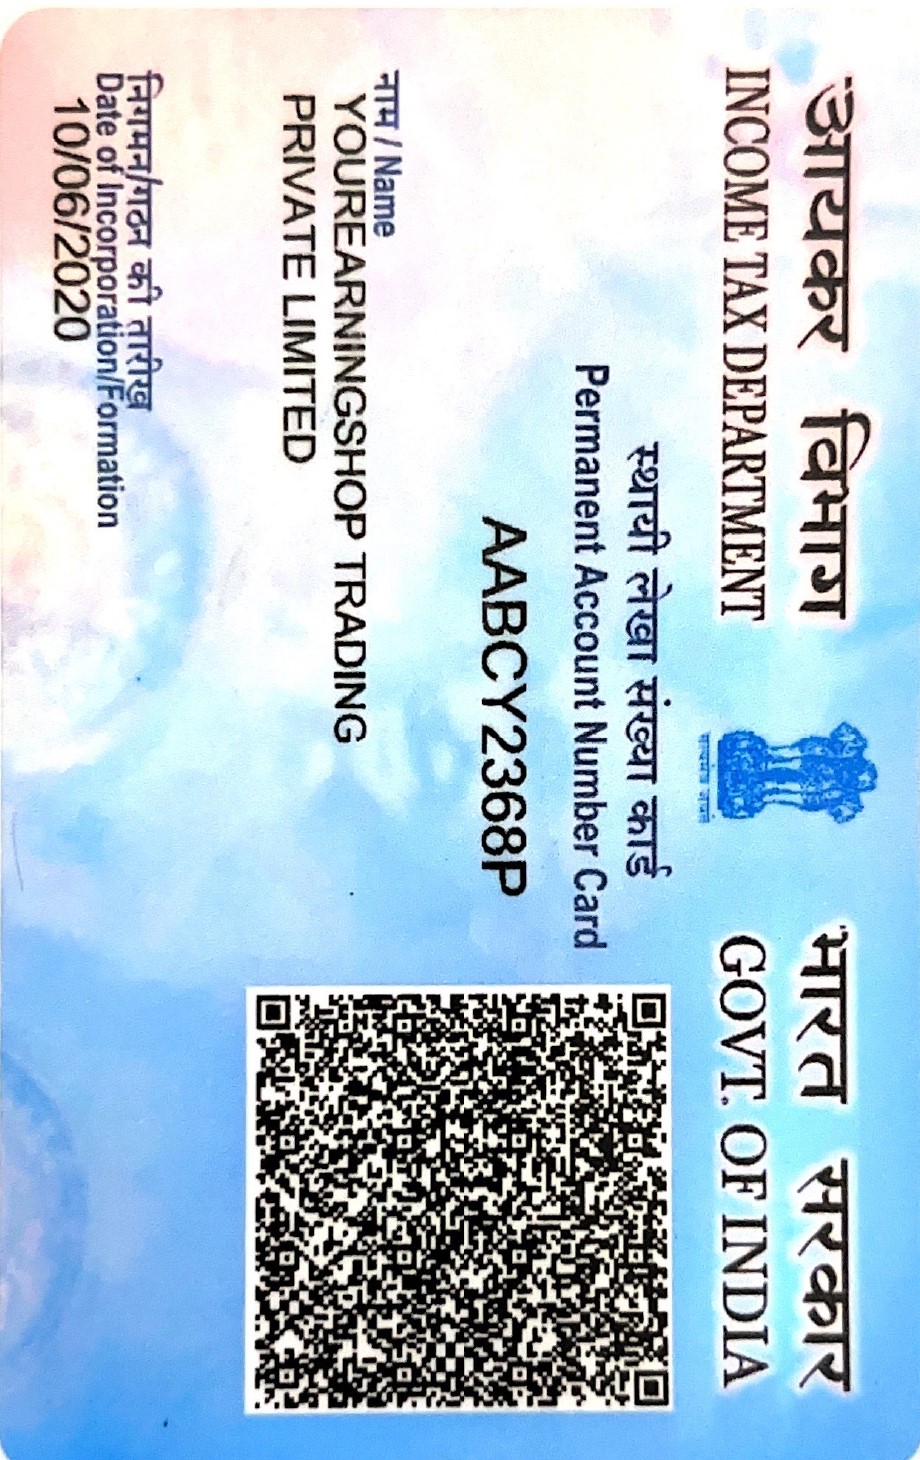 आयकर विभाग
INCOME TAX DEPARTMENT
सत्यमेव जयते
भारत सरकार
GOVT. OF INDIA
स्थायी लेखा संख्या कार्ड
Permanent Account Number Card
AABCY2368P
नाम / Name
YOUREARNINGSHOP TRADING
PRIVATE LIMITED
निगमन/गठन की तारीख
Date of Incorporation/Formation
10/06/2020